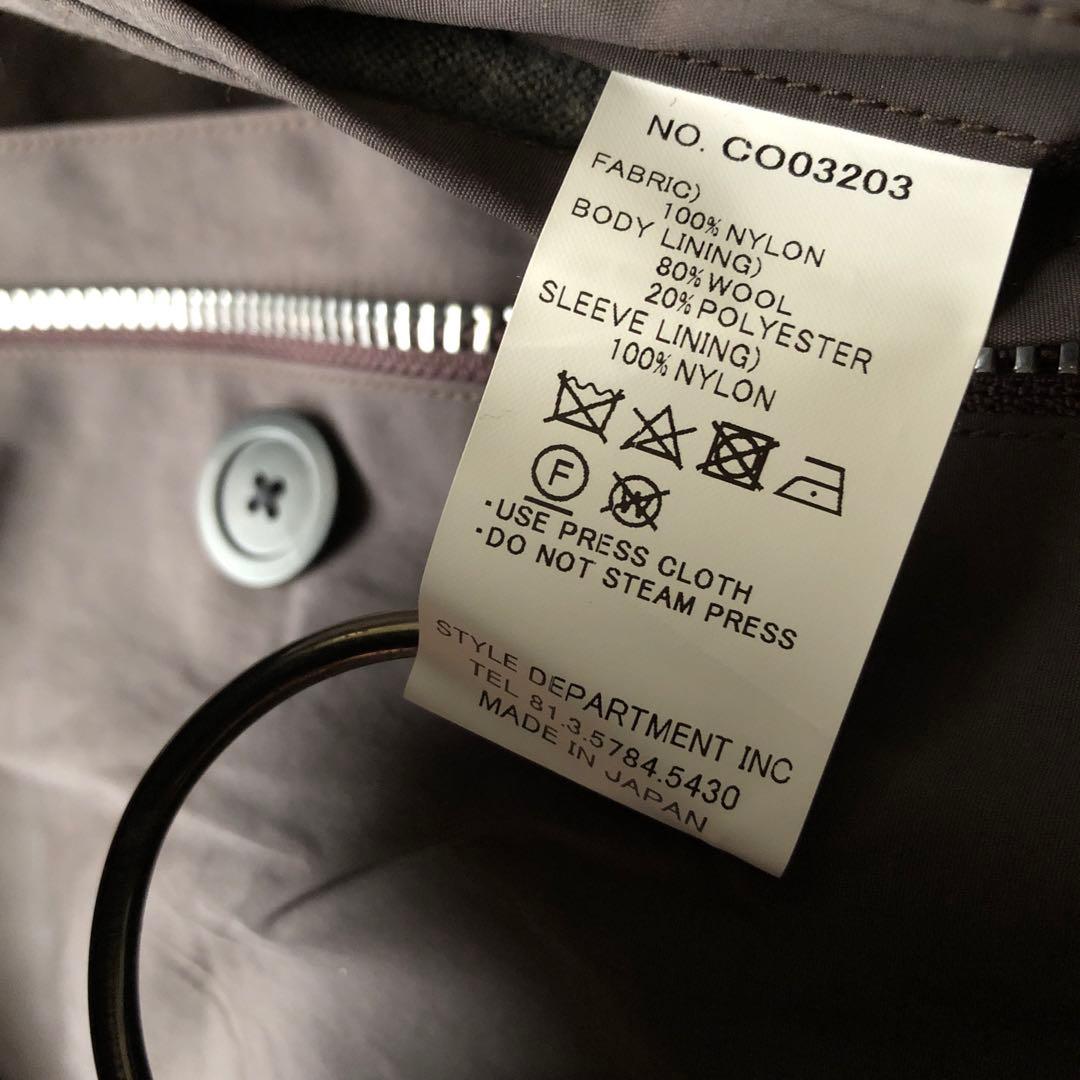 NO. CO03203
FABRIC)
100% NYLON
BODY LINING)
80% WOOL
20% POLYESTER
SLEEVE LINING)
100% NYLON
F
W
·USE PRESS CLOTH
·DO NOT STEAM PRESS
STYLE DEPARTMENT INC
TEL 81.3.5784.5430
MADE IN JAPAN